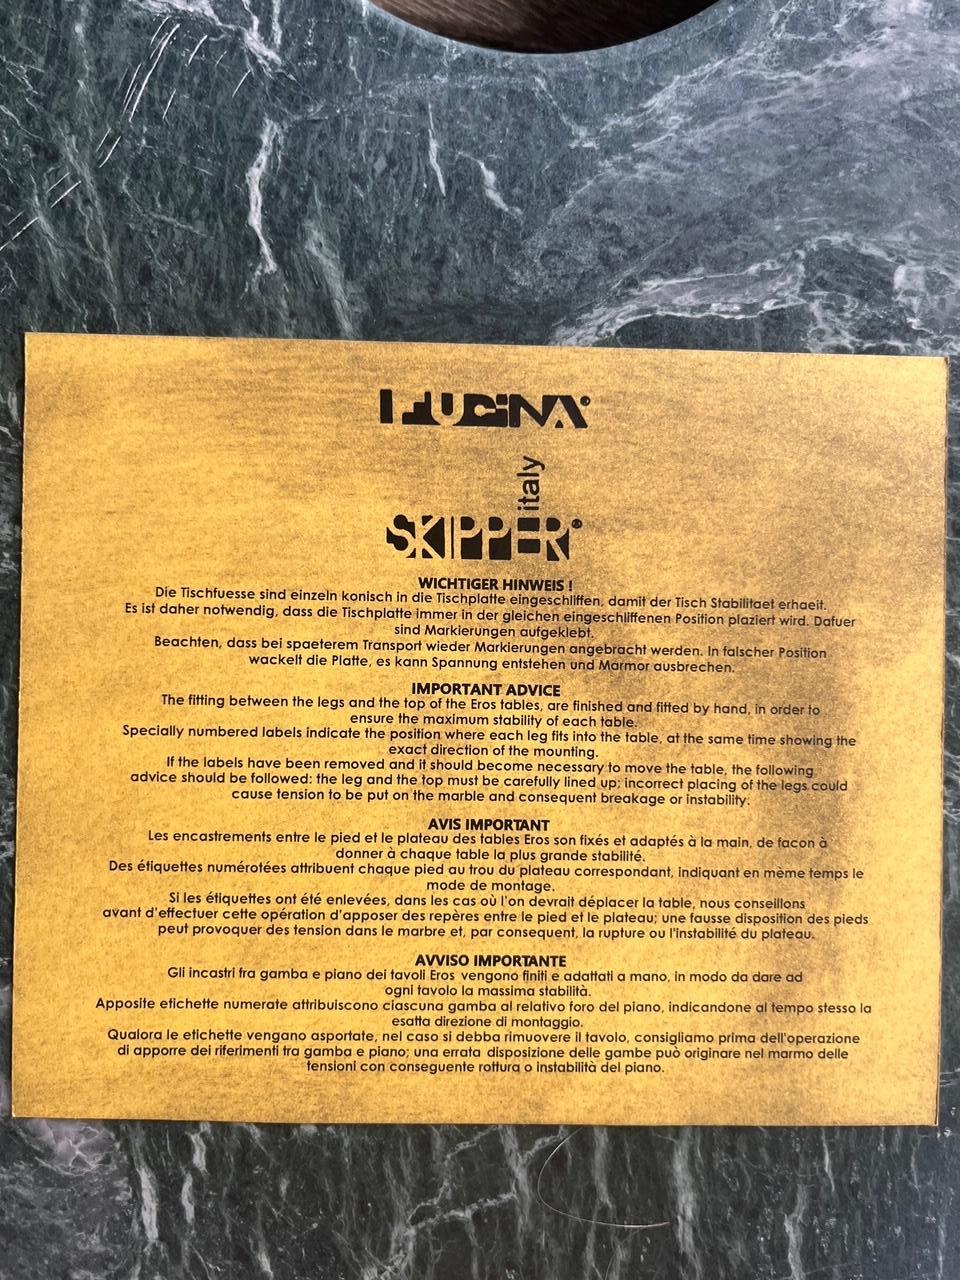 FUCINA®
italy
SKIPPER®
WICHTIGER HINWEIS !
Die Tischfuesse sind einzeln konisch in die Tischplatte eingeschliffen, damit der Tisch Stabilitaet erhaeit.
Es ist daher notwendig, dass die Tischplatte immer in der gleichen eingeschliffenen Position plaziert wird. Dafuer
sind Markierungen aufgeklebt.
Beachten, dass bei spaeterem Transport wieder Markierungen angebracht werden. In falscher Position
wackelt die Platte, es kann Spannung entstehen und Marmor ausbrechen.
IMPORTANT ADVICE
The fitting between the legs and the top of the Eros tables, are finished and fitted by hand, in order to
ensure the maximum stability of each table.
Specially numbered labels indicate the position where each leg fits into the table, at the same time showing the
exact direction of the mounting.
If the labels have been removed and it should become necessary to move the table, the following
advice should be followed: the leg and the top must be carefully lined up; incorrect placing of the legs could
cause tension to be put on the marble and consequent breakage or instability.
AVIS IMPORTANT
Les encastrements entre le pied et le plateau des tables Eros son fixés et adaptés à la main, de facon à
donner à chaque table la plus grande stabilité.
Des étiquettes numérotées attribuent chaque pied au trou du plateau correspondant, indiquant en mème temps le
mode de montage.
Si les étiquettes ont été enlevées, dans les cas où l'on devrait déplacer la table, nous conseillons
avant d'effectuer cette opération d'apposer des repères entre le pied et le plateau; une fausse disposition des pieds
peut provoquer des tension dans le marbre et, par consequent, la rupture ou l'instabilité du plateau.
AVVISO IMPORTANTE
Gli incastri fra gamba e piano dei tavoli Eros vengono finiti e adattati a mano, in modo da dare ad
ogni tavolo la massima stabilità.
Apposite etichette numerate attribuiscono ciascuna gamba al relativo foro del piano, indicandone al tempo stesso la
esatta direzione di montaggio.
Qualora le etichette vengano asportate, nel caso si debba rimuovere il tavolo, consigliamo prima dell'operazione
di apporre dei riferimenti tra gamba e piano; una errata disposizione delle gambe può originare nel marmo delle
tensioni con conseguente rottura o instabilità del piano.